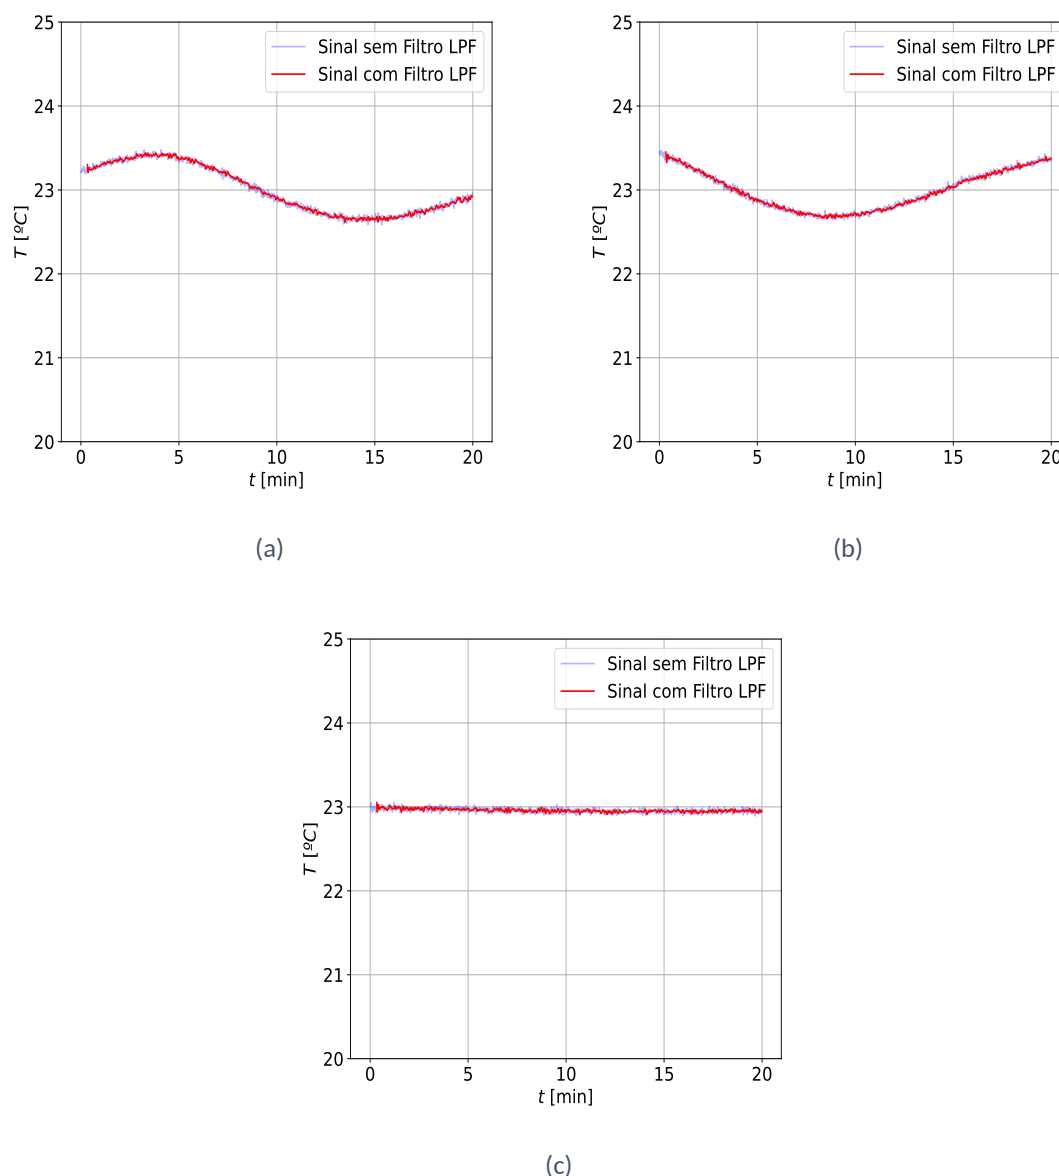 25
24
23
22
21
20
T [ºC]
0 5 10 15 20
t [min]
Sinal sem Filtro LPF
Sinal com Filtro LPF
(a)
25
24
23
22
21
20
T [ºC]
0 5 10 15 20
t [min]
Sinal sem Filtro LPF
Sinal com Filtro LPF
(b)
25
24
23
22
21
20
T [ºC]
0 5 10 15 20
t [min]
Sinal sem Filtro LPF
Sinal com Filtro LPF
(c)